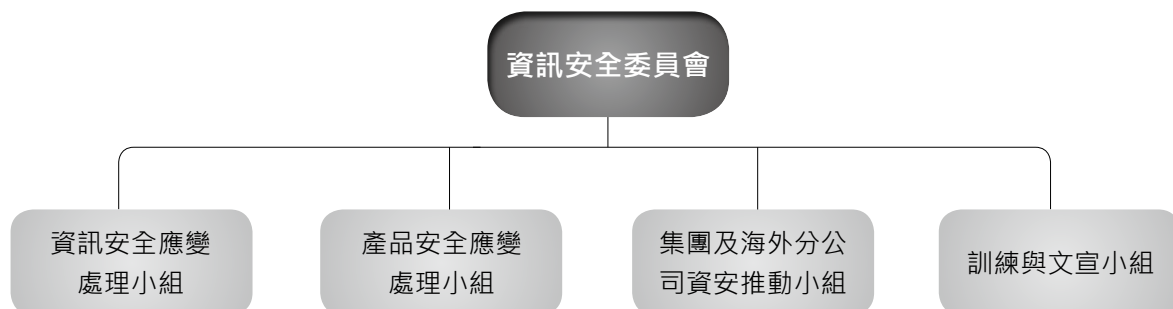 資訊安全委員會
資訊安全應變
處理小組
產品安全應變
處理小組
集團及海外分公
司資安推動小組
訓練與文宣小組